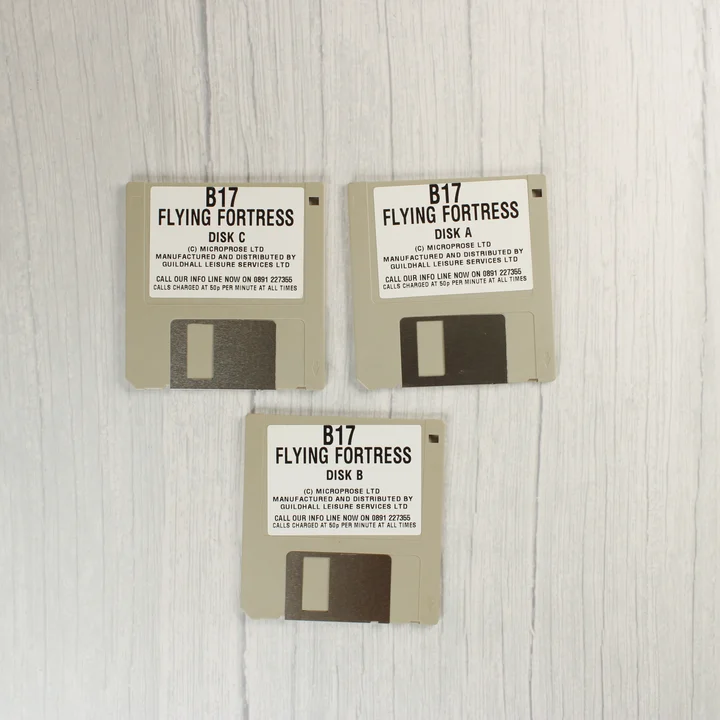 B17
FLYING FORTRESS
DISK C
(C) MICROPROSE LTD
MANUFACTURED AND DISTRIBUTED BY
GUILDHALL LEISURE SERVICES LTD
CALL OUR INFO LINE NOW ON 0891 227355
CALLS CHARGED AT 50p PER MINUTE AT ALL TIMES
B17
FLYING FORTRESS
DISK A
(C) MICROPROSE LTD
MANUFACTURED AND DISTRIBUTED BY
GUILDHALL LEISURE SERVICES LTD
CALL OUR INFO LINE NOW ON 0891 227355
CALLS CHARGED AT 50p PER MINUTE AT ALL TIMES
B17
FLYING FORTRESS
DISK B
(C) MICROPROSE LTD
MANUFACTURED AND DISTRIBUTED BY
GUILDHALL LEISURE SERVICES LTD
CALL OUR INFO LINE NOW ON 0891 227355
CALLS CHARGED AT 50p PER MINUTE AT ALL TIMES